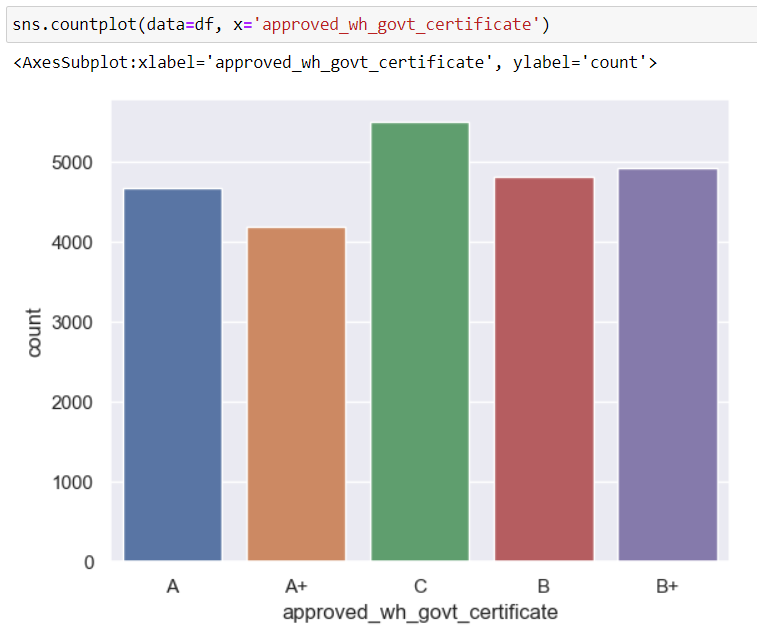 sns.countplot(data=df, x='approved_wh_govt_certificate')
<AxesSubplot:xlabel='approved_wh_govt_certificate', ylabel='count'>
5000
4000
3000
2000
1000
0
count
A A+ C B B+
approved_wh_govt_certificate